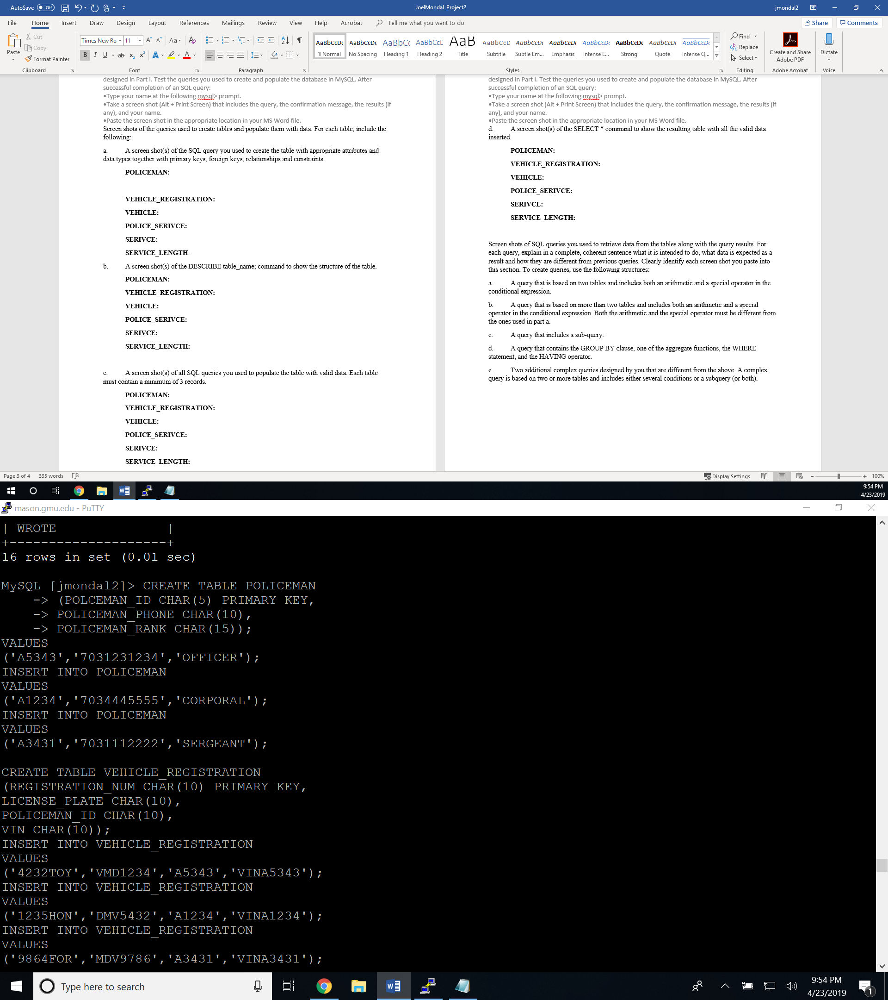 AutoSave Off
JoelMondal_Project2
jmondal2
File Home Insert Draw Design Layout References Mailings Review View Help Acrobat Tell me what you want to do
Share Comments
Paste
Cut
Copy
Format Painter
Clipboard
Times New Ro 11
Font
Paragraph
AaBbCcDc AaBbCcDc AaBbCc AaBbCcD AaB AaBbCcD AaBbCcDc AaBbCcDc AaBbCcDc AaBbCcDc AaBbCcDc AaBbCcDc
¶ Normal No Spacing Heading 1 Heading 2 Title Subtitle Subtle Em... Emphasis Intense E... Strong Quote Intense Q...
Styles
Find
Replace
Select
Editing
Create and Share
Adobe PDF
Adobe Acrobat
Dictate
Voice
designed in Part I. Test the queries you used to create and populate the database in MySQL. After
successful completion of an SQL query:
•Type your name at the following mysql> prompt.
•Take a screen shot (Alt + Print Screen) that includes the query, the confirmation message, the results (if
any), and your name.
•Paste the screen shot in the appropriate location in your MS Word file.
Screen shots of the queries used to create tables and populate them with data. For each table, include the
following:
a. A screen shot(s) of the SQL query you used to create the table with appropriate attributes and
data types together with primary keys, foreign keys, relationships and constraints.
POLICEMAN:
VEHICLE_REGISTRATION:
VEHICLE:
POLICE_SERIVCE:
SERIVCE:
SERVICE_LENGTH:
b. A screen shot(s) of the DESCRIBE table_name; command to show the structure of the table.
POLICEMAN:
VEHICLE_REGISTRATION:
VEHICLE:
POLICE_SERIVCE:
SERIVCE:
SERVICE_LENGTH:
c. A screen shot(s) of all SQL queries you used to populate the table with valid data. Each table
must contain a minimum of 3 records.
POLICEMAN:
VEHICLE_REGISTRATION:
VEHICLE:
POLICE_SERIVCE:
SERIVCE:
SERVICE_LENGTH:
designed in Part I. Test the queries you used to create and populate the database in MySQL. After
successful completion of an SQL query:
•Type your name at the following mysql> prompt.
•Take a screen shot (Alt + Print Screen) that includes the query, the confirmation message, the results (if
any), and your name.
•Paste the screen shot in the appropriate location in your MS Word file.
d. A screen shot(s) of the SELECT * command to show the resulting table with all the valid data
inserted.
POLICEMAN:
VEHICLE_REGISTRATION:
VEHICLE:
POLICE_SERIVCE:
SERIVCE:
SERVICE_LENGTH:
Screen shots of SQL queries you used to retrieve data from the tables along with the query results. For
each query, explain in a complete, coherent sentence what it is intended to do, what data is expected as a
result and how they are different from previous queries. Clearly identify each screen shot you paste into
this section. To create queries, use the following structures:
a. A query that is based on two tables and includes both an arithmetic and a special operator in the
conditional expression.
b. A query that is based on more than two tables and includes both an arithmetic and a special
operator in the conditional expression. Both the arithmetic and the special operator must be different from
the ones used in part a.
c. A query that includes a sub-query.
d. A query that contains the GROUP BY clause, one of the aggregate functions, the WHERE
statement, and the HAVING operator.
e. Two additional complex queries designed by you that are different from the above. A complex
query is based on two or more tables and includes either several conditions or a subquery (or both).
Page 3 of 4 335 words
Display Settings
100%
9:54 PM
4/23/2019
mason.gmu.edu - PuTTY
| WROTE |
+--------------------+
16 rows in set (0.01 sec)
MySQL [jmondal2]> CREATE TABLE POLICEMAN
-> (POLCEMAN_ID CHAR(5) PRIMARY KEY,
-> POLICEMAN_PHONE CHAR(10),
-> POLICEMAN_RANK CHAR(15));
VALUES
('A5343','7031231234','OFFICER');
INSERT INTO POLICEMAN
VALUES
('A1234','7034445555','CORPORAL');
INSERT INTO POLICEMAN
VALUES
('A3431','7031112222','SERGEANT');
CREATE TABLE VEHICLE_REGISTRATION
(REGISTRATION_NUM CHAR(10) PRIMARY KEY,
LICENSE_PLATE CHAR(10),
POLICEMAN_ID CHAR(10),
VIN CHAR(10));
INSERT INTO VEHICLE_REGISTRATION
VALUES
('4232TOY','VMD1234','A5343','VINA5343');
INSERT INTO VEHICLE_REGISTRATION
VALUES
('1235HON','DMV5432','A1234','VINA1234');
INSERT INTO VEHICLE_REGISTRATION
VALUES
('9864FOR','MDV9786','A3431','VINA3431');
Type here to search
9:54 PM
4/23/2019
1